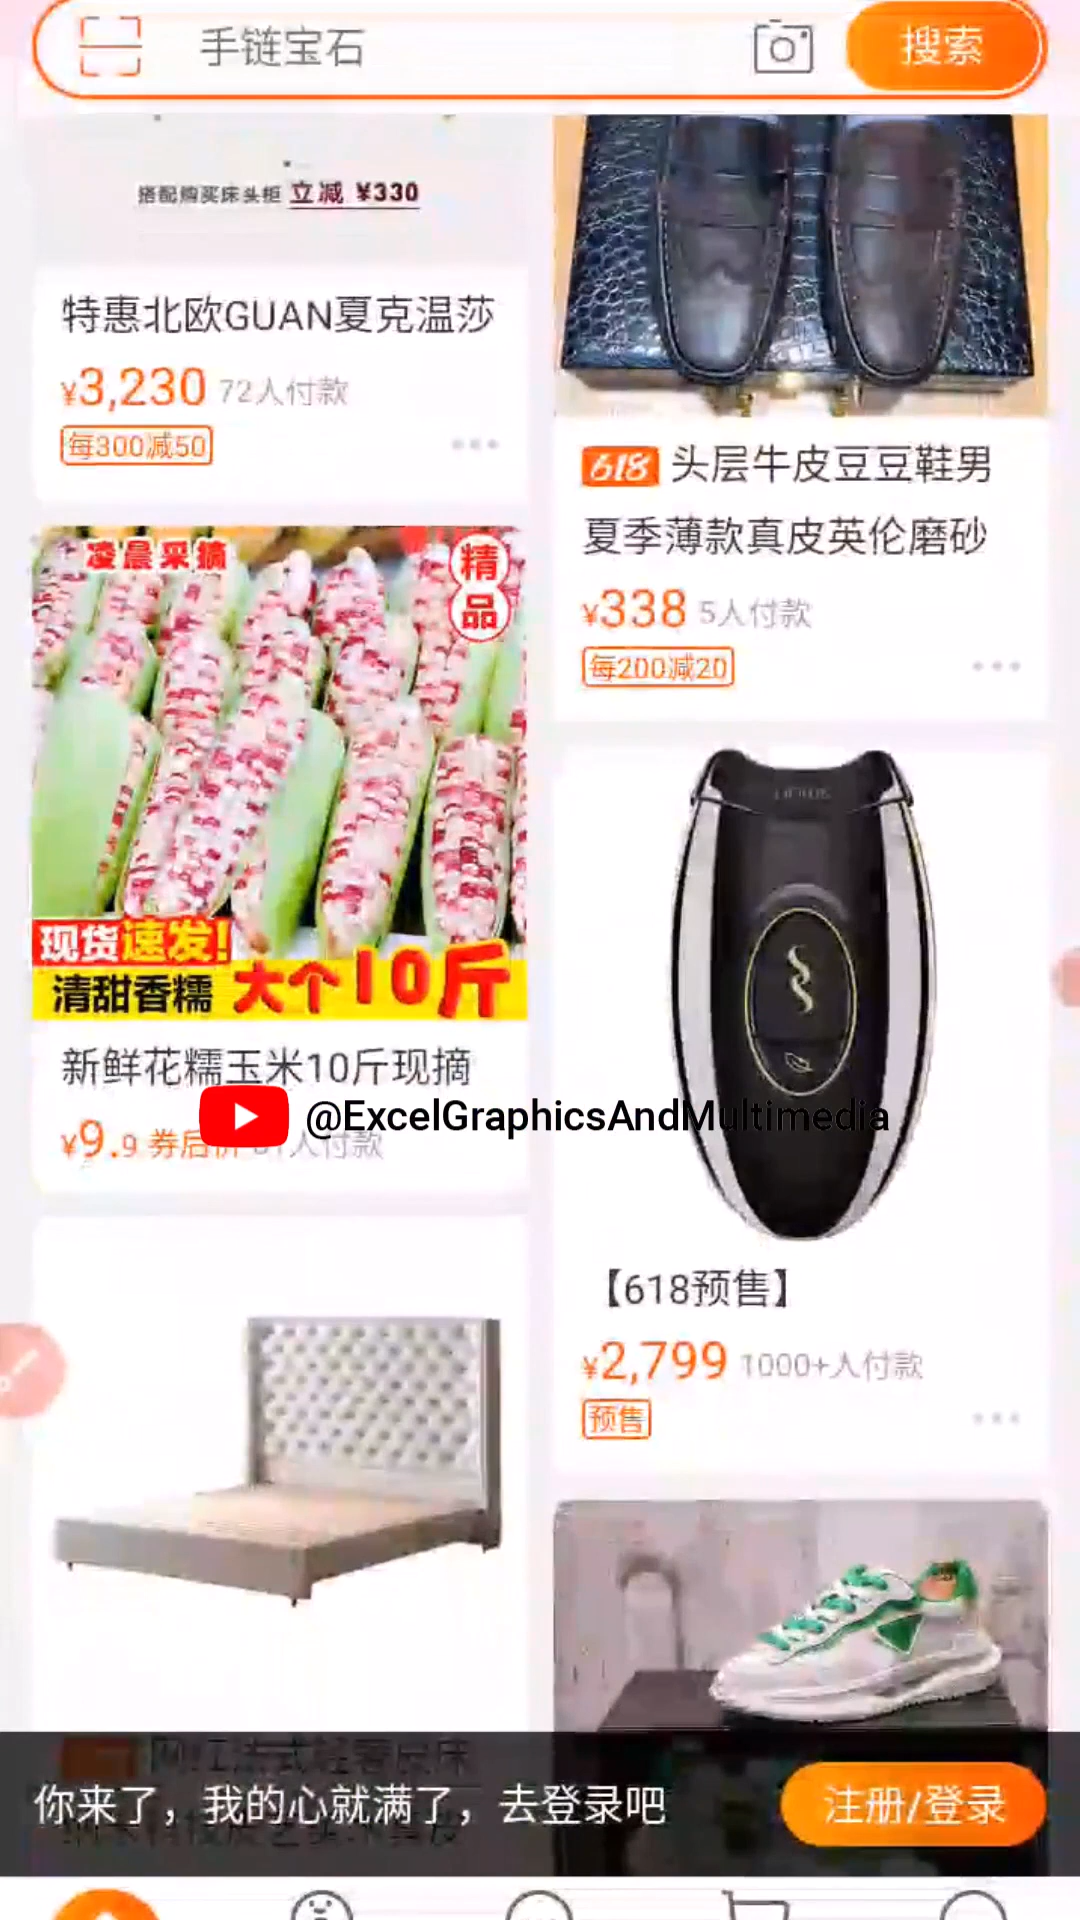 手链宝石
搜索
搭配购买床头柜 立减 ¥330
特惠北欧GUAN夏克温莎
¥3,230 72人付款
每300减50
618 头层牛皮豆豆鞋男
夏季薄款真皮英伦磨砂
¥338 5人付款
每200减20
凌晨采摘
精品
现货速发!
清甜香糯 大个10斤
新鲜花糯玉米10斤现摘
¥9.9 券后价 人付款
@ExcelGraphicsAndMultimedia
【618预售】
¥2,799 1000+人付款
预售
你来了，我的心就满了，去登录吧
注册/登录